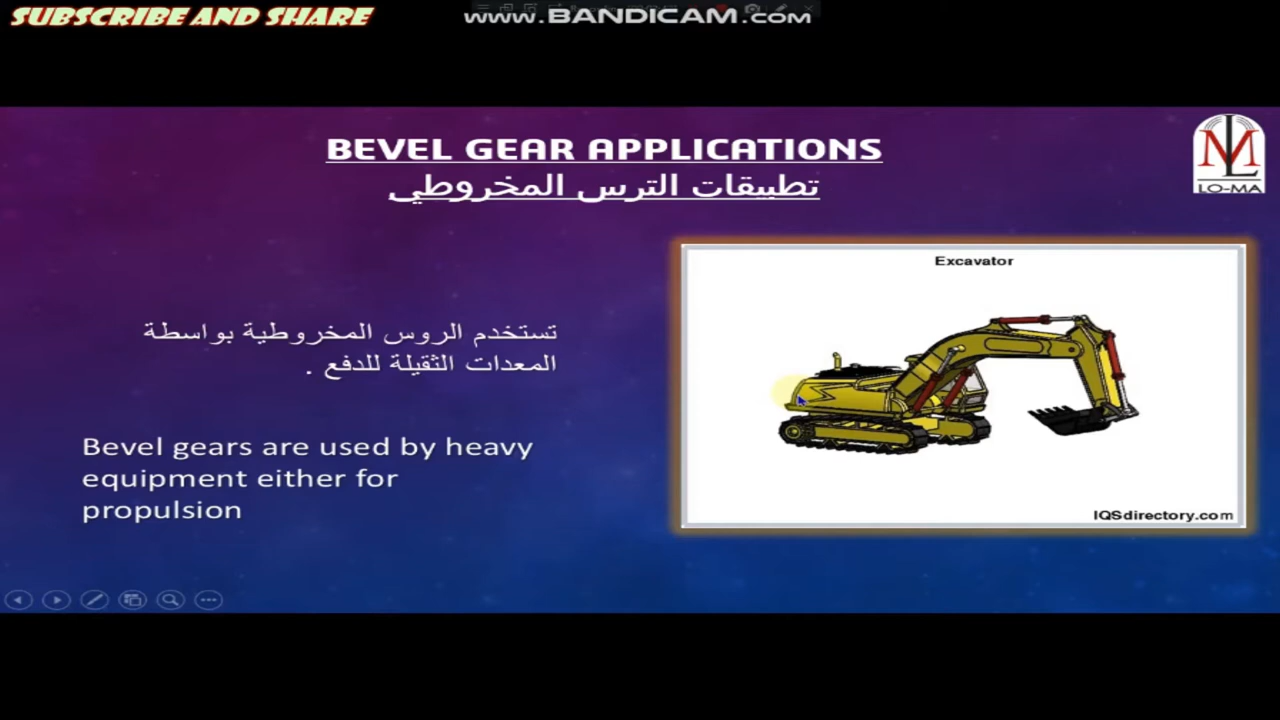 SUBSCRIBE AND SHARE
www.BANDICAM.com
BEVEL GEAR APPLICATIONS
تطبيقات الترس المخروطي
LO-MA
Excavator
تستخدم الروس المخروطية بواسطة
المعدات الثقيلة للدفع .
Bevel gears are used by heavy
equipment either for
propulsion
IQSdirectory.com